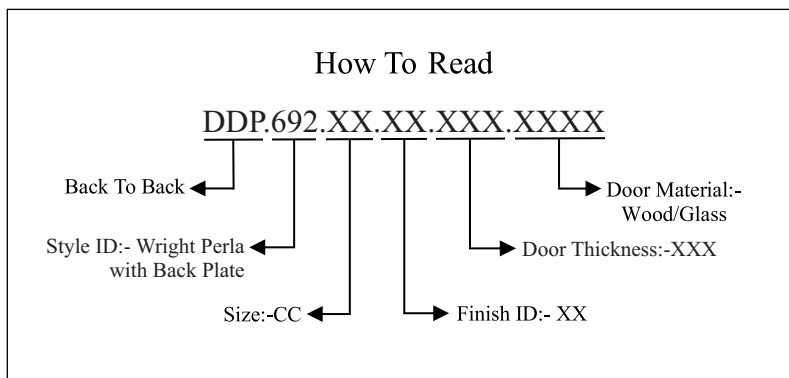 How To Read
DDP.692.XX.XX.XXX.XXXX
Back To Back
Door Material:-
Wood/Glass
Style ID:- Wright Perla
with Back Plate
Door Thickness:-XXX
Size:-CC
Finish ID:- XX